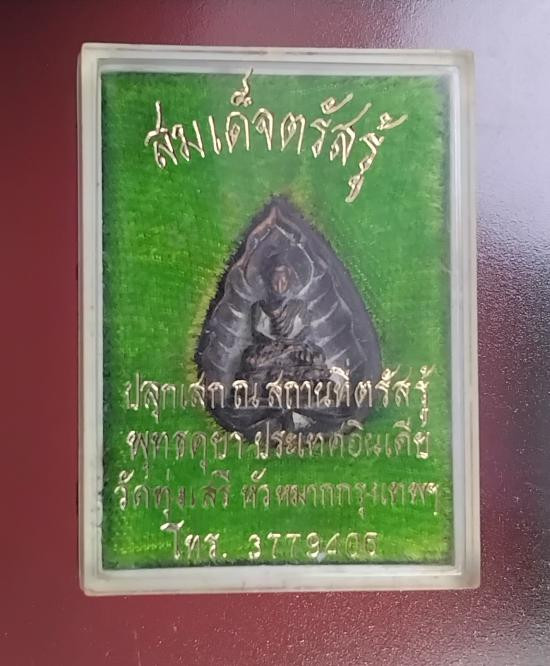 สมเด็จตรัสรู้
ปลุกเสก ณ สถานที่ตรัสรู้
พุทธคยา ประเทศอินเดีย
วัดทุ่งเสรี หัวหมากกรุงเทพฯ
โทร. 3779405